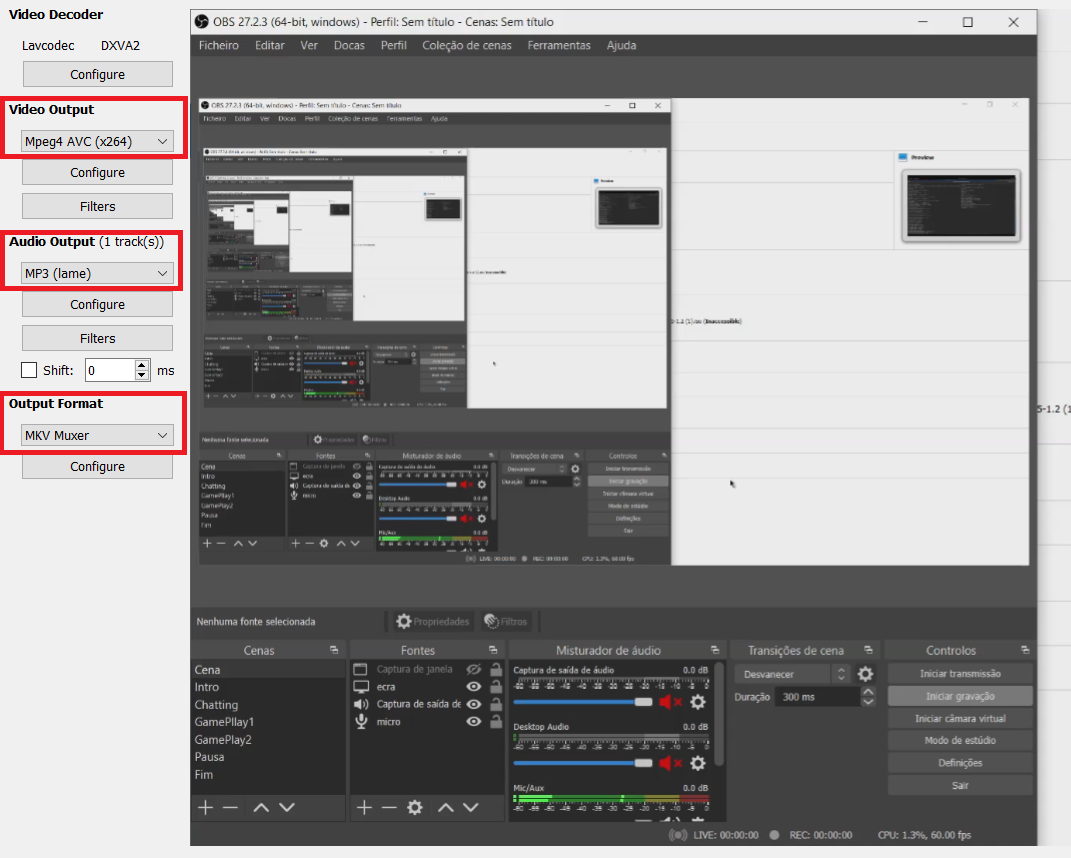 Video Decoder
Lavcodec DXVA2
Configure
Video Output
Mpeg4 AVC (x264)
Configure
Filters
Audio Output (1 track(s))
MP3 (lame)
Configure
Filters
Shift: 0 ms
Output Format
MKV Muxer
Configure
OBS 27.2.3 (64-bit, windows) - Perfil: Sem título - Cenas: Sem título
Ficheiro Editar Ver Docas Perfil Coleção de cenas Ferramentas Ajuda
OBS 27.2.3 (64-bit, windows) - Perfil: Sem título - Cenas: Sem título
Ficheiro Editar Ver Docas Perfil Coleção de cenas Ferramentas Ajuda
Preview
Preview
5-1.2 (1).iso (Inaccessible)
5-1.2 (1
Nenhuma fonte selecionada Propriedades Filtros
Cenas Fontes Misturador de áudio Transições de cena Controlos
Cena
Intro
Chatting
GamePlay1
GamePlay2
Pausa
Fim
Captura de janela
ecra
Captura de saída de
micro
Captura de saída de áudio 0.0 dB
Desktop Audio 0.0 dB
Mic/Aux 0.0 dB
Desvanecer
Duração 300 ms
Iniciar transmissão
Iniciar gravação
Iniciar câmara virtual
Modo de estúdio
Definições
Sair
LIVE: 00:00:00 REC: 00:00:00 CPU: 1.3%, 60.00 fps
Nenhuma fonte selecionada Propriedades Filtros
Cenas Fontes Misturador de áudio Transições de cena Controlos
Cena
Intro
Chatting
GamePllay1
GamePlay2
Pausa
Fim
Captura de janela
ecra
Captura de saída de
micro
Captura de saída de áudio 0.0 dB
-60 -55 -50 -45 -40 -35 -30 -25 -20 -15 -10 -5 0
Desktop Audio 0.0 dB
-60 -55 -50 -45 -40 -35 -30 -25 -20 -15 -10 -5 0
Mic/Aux 0.0 dB
-60 -55 -50 -45 -40 -35 -30 -25 -20 -15 -10 -5 0
Desvanecer
Duração 300 ms
Iniciar transmissão
Iniciar gravação
Iniciar câmara virtual
Modo de estúdio
Definições
Sair
LIVE: 00:00:00 REC: 00:00:00 CPU: 1.3%, 60.00 fps